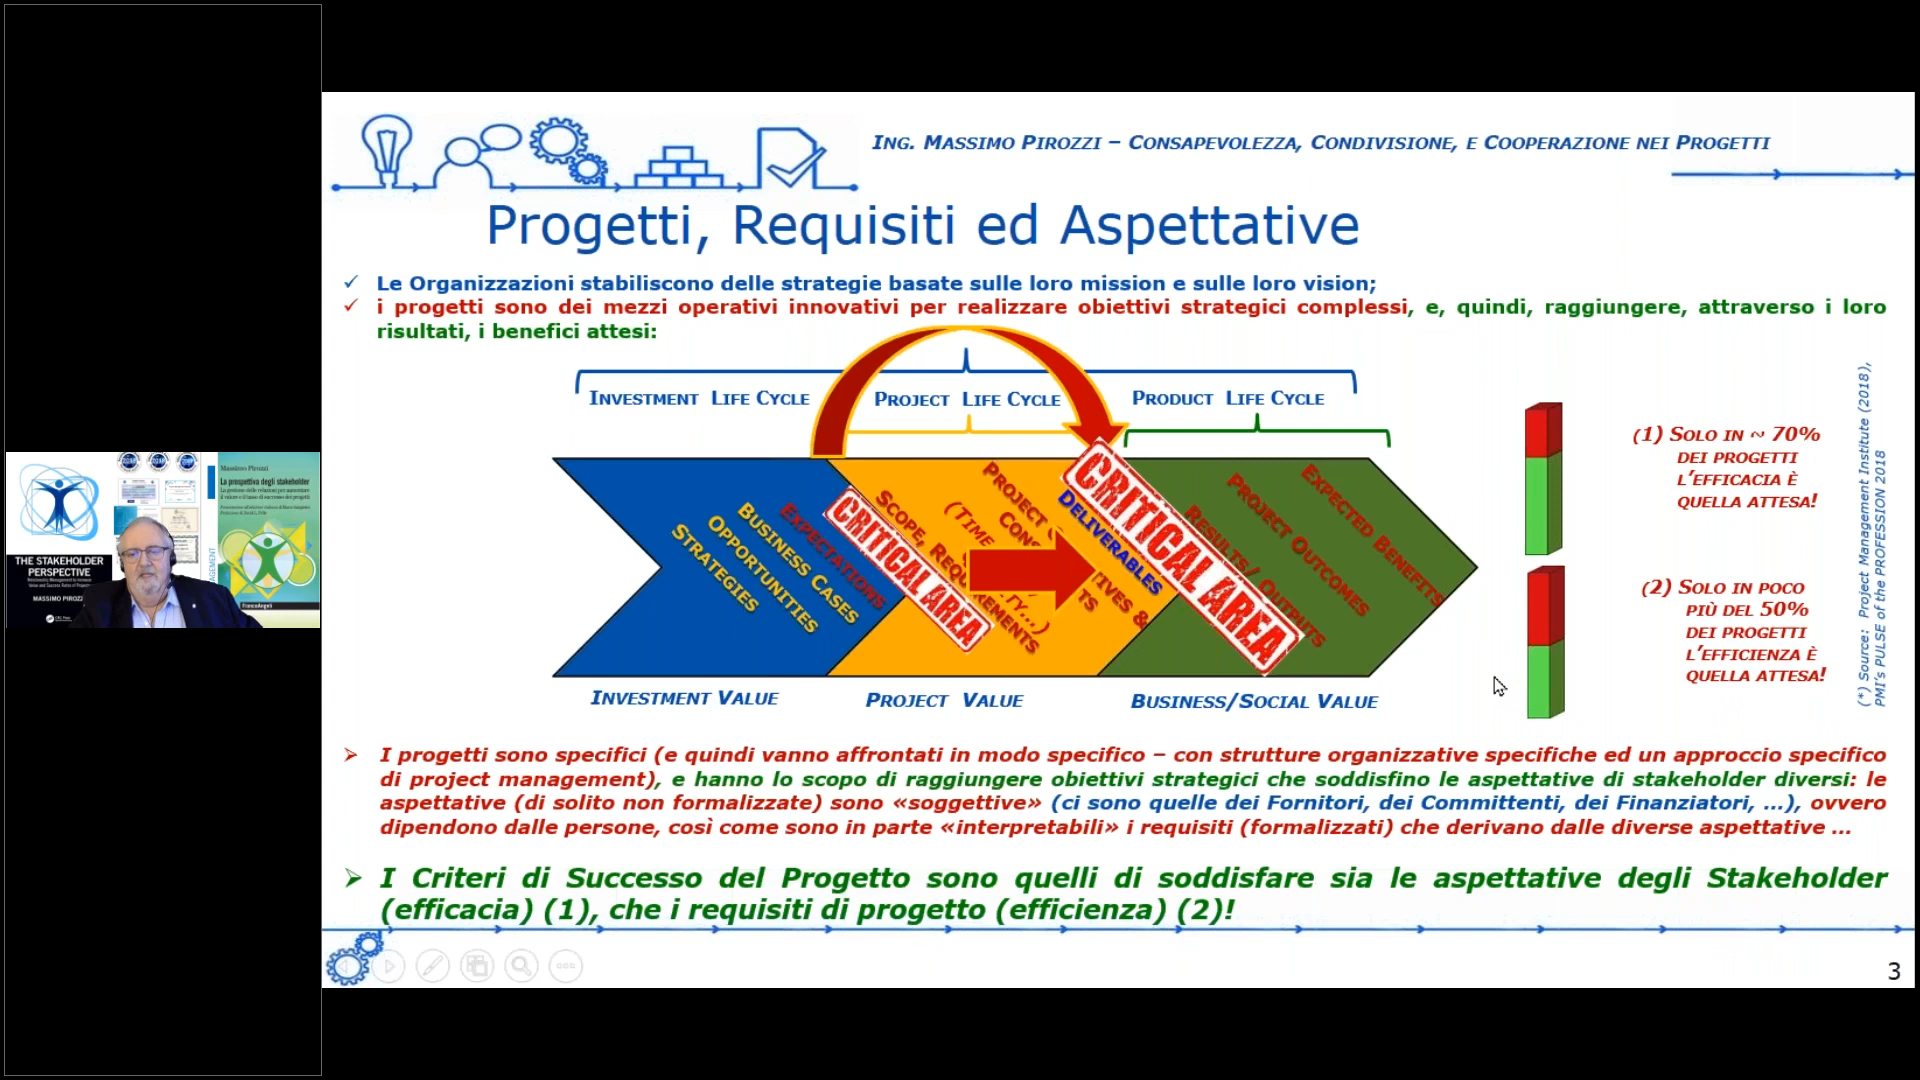 ING. MASSIMO PIROZZI – CONSAPEVOLEZZA, CONDIVISIONE, E COOPERAZIONE NEI PROGETTI
Progetti, Requisiti ed Aspettative
✓ Le Organizzazioni stabiliscono delle strategie basate sulle loro mission e sulle loro vision;
✓ i progetti sono dei mezzi operativi innovativi per realizzare obiettivi strategici complessi, e, quindi, raggiungere, attraverso i loro
risultati, i benefici attesi:
INVESTMENT LIFE CYCLE
PROJECT LIFE CYCLE
PRODUCT LIFE CYCLE
STRATEGIES
OPPORTUNITIES
BUSINESS CASES
EXPECTATIONS
CRITICAL AREA
SCOPE,
(TIME
PROJECT
DELIVERABLES
CRITICAL AREA
RESULTS/ OUTPUTS
PROJECT OUTCOMES
EXPECTED BENEFITS
INVESTMENT VALUE
PROJECT VALUE
BUSINESS/SOCIAL VALUE
(1) SOLO IN ~ 70%
DEI PROGETTI
L'EFFICACIA È
QUELLA ATTESA!
(2) SOLO IN POCO
PIÙ DEL 50%
DEI PROGETTI
L'EFFICIENZA È
QUELLA ATTESA!
(*) Source: Project Management Institute (2018),
PMI's PULSE of the PROFESSION 2018
➢ I progetti sono specifici (e quindi vanno affrontati in modo specifico – con strutture organizzative specifiche ed un approccio specifico
di project management), e hanno lo scopo di raggiungere obiettivi strategici che soddisfino le aspettative di stakeholder diversi: le
aspettative (di solito non formalizzate) sono «soggettive» (ci sono quelle dei Fornitori, dei Committenti, dei Finanziatori, …), ovvero
dipendono dalle persone, così come sono in parte «interpretabili» i requisiti (formalizzati) che derivano dalle diverse aspettative …
➢ I Criteri di Successo del Progetto sono quelli di soddisfare sia le aspettative degli Stakeholder
(efficacia) (1), che i requisiti di progetto (efficienza) (2)!
3
Massimo Pirozzi
La prospettiva degli stakeholder
THE STAKEHOLDER
PERSPECTIVE
MASSIMO PIROZZI
FrancoAngeli